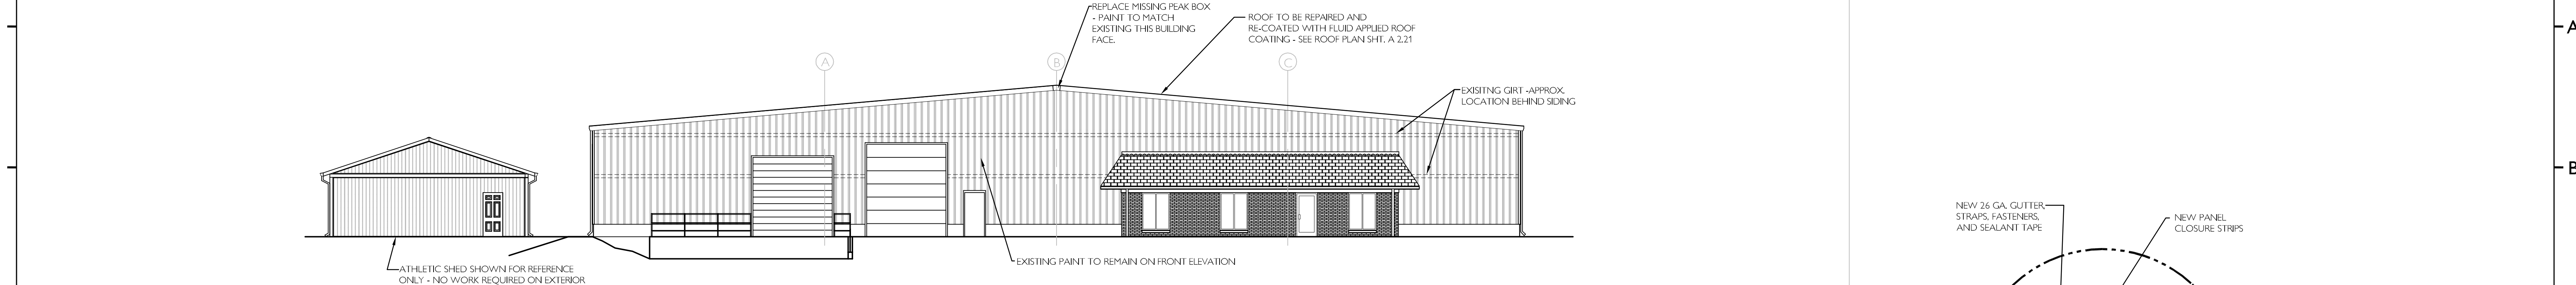 REPLACE MISSING PEAK BOX
- PAINT TO MATCH
EXISTING THIS BUILDING
FACE.
ROOF TO BE REPAIRED AND
RE-COATED WITH FLUID APPLIED ROOF
COATING - SEE ROOF PLAN SHT. A 2.21
A
A
B
C
EXISITNG GIRT -APPROX.
LOCATION BEHIND SIDING
B
NEW 26 GA. GUTTER
STRAPS, FASTENERS,
AND SEALANT TAPE
NEW PANEL
CLOSURE STRIPS
EXISTING PAINT TO REMAIN ON FRONT ELEVATION
ATHLETIC SHED SHOWN FOR REFERENCE
ONLY - NO WORK REQUIRED ON EXTERIOR